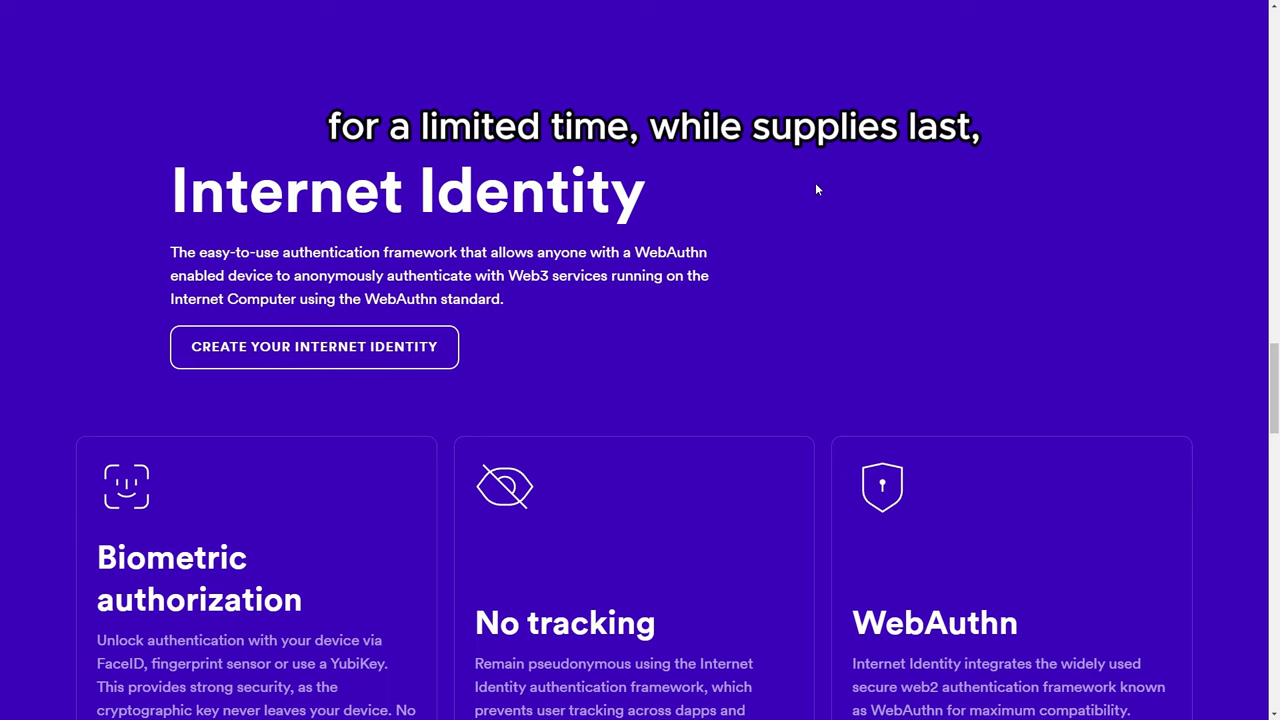 for a limited time, while supplies last,
Internet Identity
The easy-to-use authentication framework that allows anyone with a WebAuthn
enabled device to anonymously authenticate with Web3 services running on the
Internet Computer using the WebAuthn standard.
CREATE YOUR INTERNET IDENTITY
Biometric
authorization
Unlock authentication with your device via
FaceID, fingerprint sensor or use a YubiKey.
This provides strong security, as the
cryptographic key never leaves your device. No
No tracking
Remain pseudonymous using the Internet
Identity authentication framework, which
prevents user tracking across dapps and
WebAuthn
Internet Identity integrates the widely used
secure web2 authentication framework known
as WebAuthn for maximum compatibility.